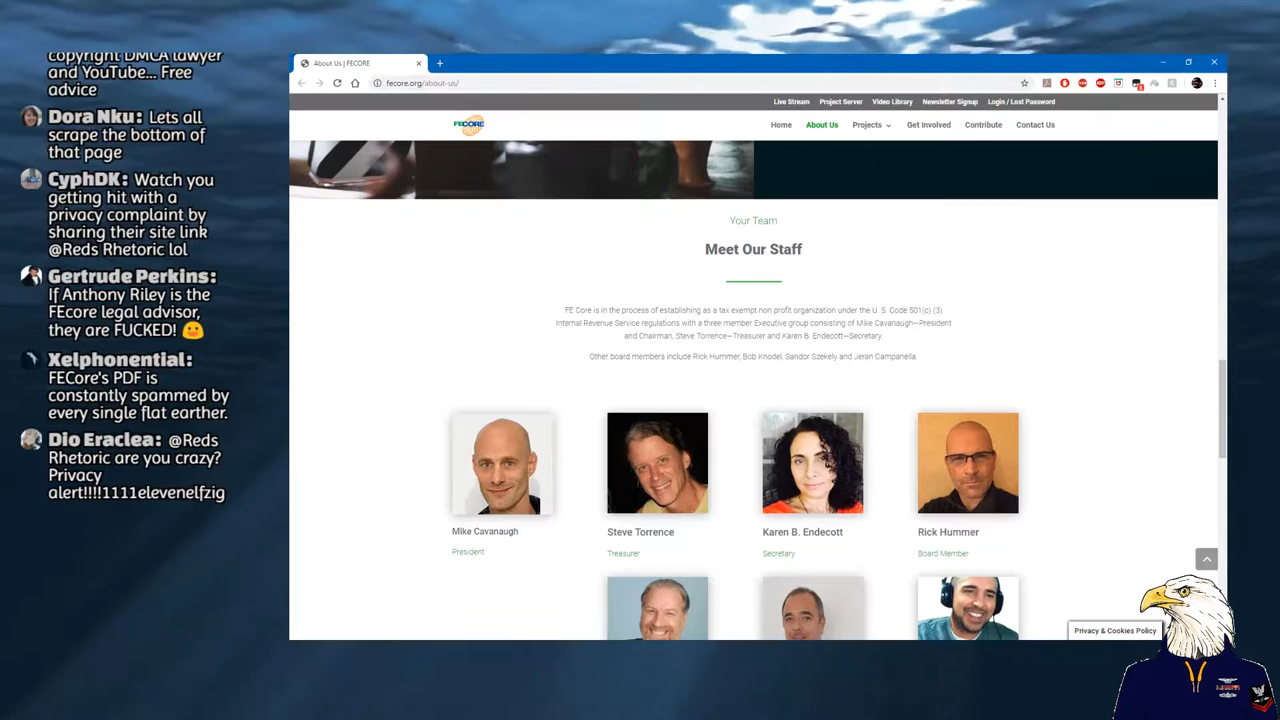 copyright DMCA lawyer
and YouTube... Free
advice
Dora Nku: Lets all
scrape the bottom of
that page
CyphDK: Watch you
getting hit with a
privacy complaint by
sharing their site link
@Reds Rhetoric lol
Gertrude Perkins:
If Anthony Riley is the
FEcore legal advisor,
they are FUCKED!
Xelphonential:
FECore's PDF is
constantly spammed by
every single flat earther.
Dio Eraclea: @Reds
Rhetoric are you crazy?
Privacy
alert!!!!1111elevenelfzig
About Us | FECORE
fecore.org/about-us/
Live Stream Project Server Video Library Newsletter Signup Login / Lost Password
FECORE
Home About Us Projects Get Involved Contribute Contact Us
Your Team
Meet Our Staff
FE Core is in the process of establishing as a tax exempt non profit organization under the U. S. Code 501(c) (3)
Internal Revenue Service regulations with a three member Executive group consisting of Mike Cavanaugh—President
and Chairman, Steve Torrence—Treasurer and Karen B. Endecott—Secretary.
Other board members include Rick Hummer, Bob Knodel, Sandor Szekely and Jeran Campanella.
Mike Cavanaugh
President
Steve Torrence
Treasurer
Karen B. Endecott
Secretary
Rick Hummer
Board Member
Privacy & Cookies Policy